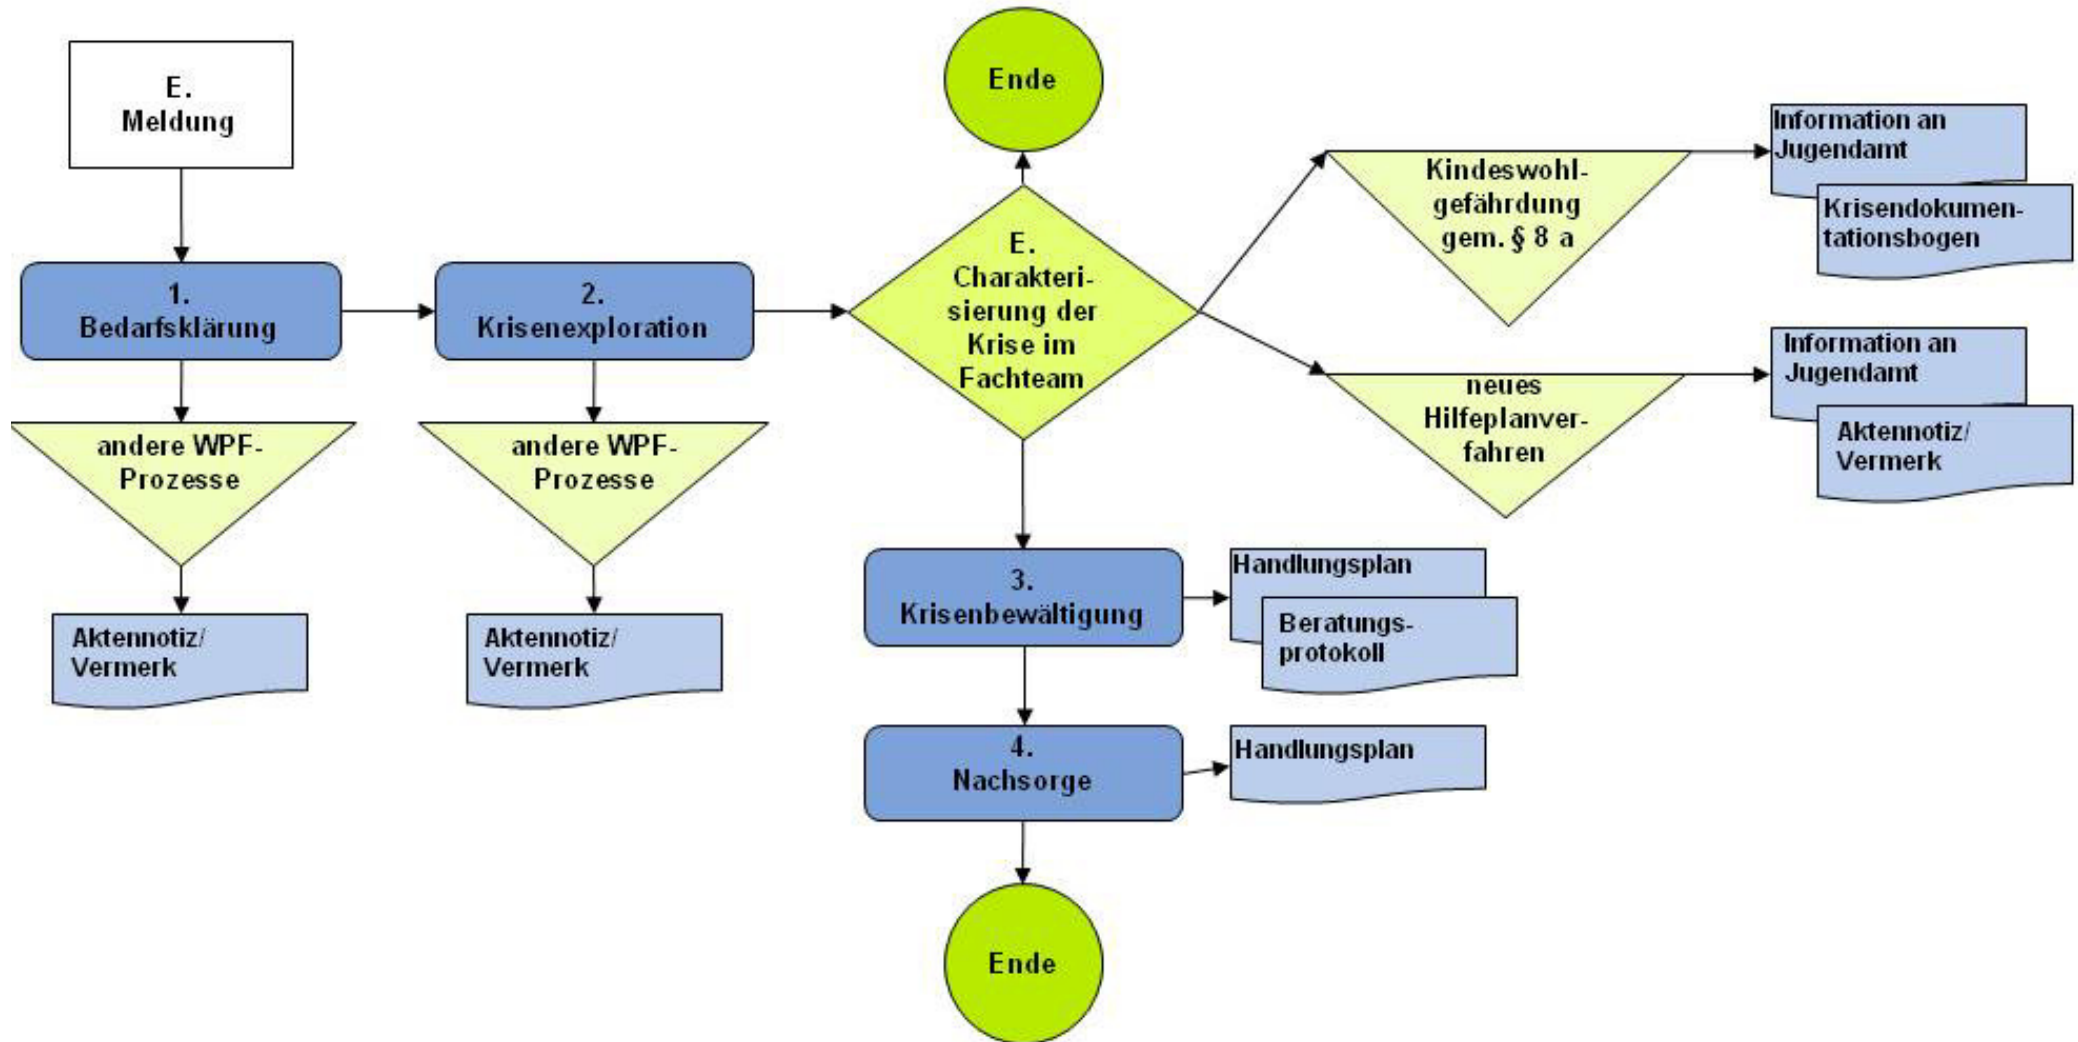 E.
Meldung
1.
Bedarfsklärung
andere WPF-
Prozesse
Aktennotiz/
Vermerk
2.
Krisenexploration
andere WPF-
Prozesse
Aktennotiz/
Vermerk
Ende
E.
Charakteri-
sierung der
Krise im
Fachteam
Kindeswohl-
gefährdung
gem. § 8 a
Information an
Jugendamt
Krisendokumen-
tationsbogen
neues
Hilfeplanver-
fahren
Information an
Jugendamt
Aktennotiz/
Vermerk
3.
Krisenbewältigung
Handlungsplan
Beratungs-
protokoll
4.
Nachsorge
Handlungsplan
Ende